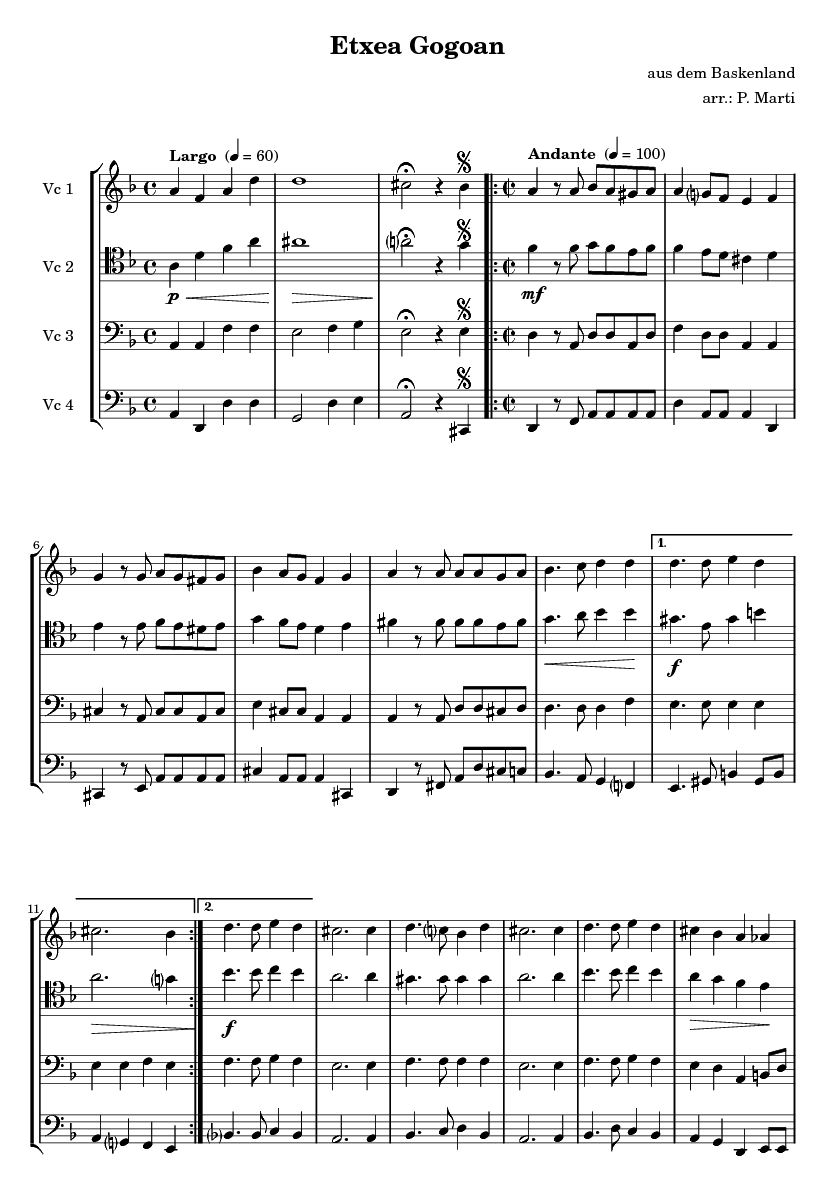 Etxea Gogoan
aus dem Baskenland
arr.: P. Marti
Largo (♩ = 60)
Andante (♩ = 100)
Vc 1
Vc 2
p
mf
Vc 3
Vc 4
6
1.
f
11
2.
f